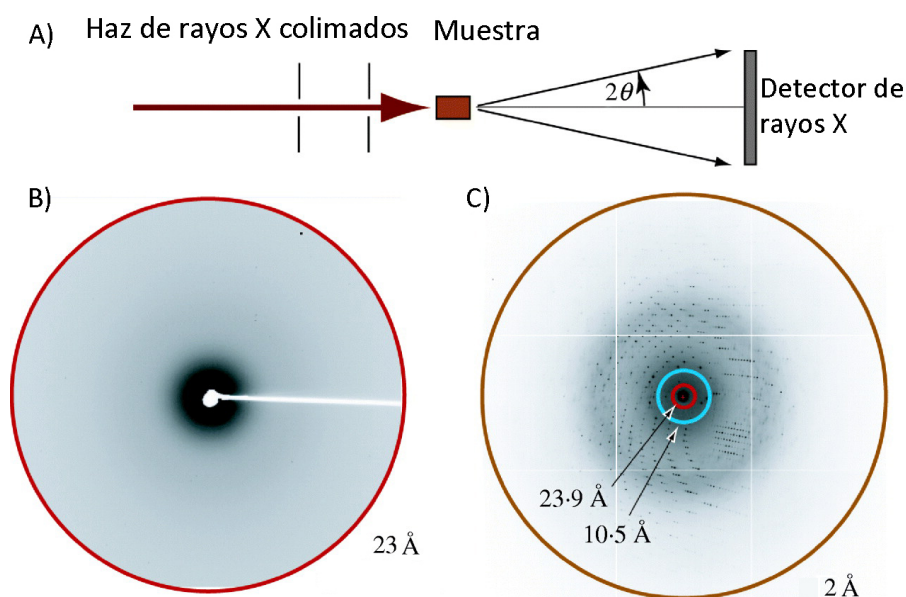 A)
Haz de rayos X colimados
Muestra
2θ
Detector de
rayos X
B)
23 Å
C)
23·9 Å
10·5 Å
2 Å